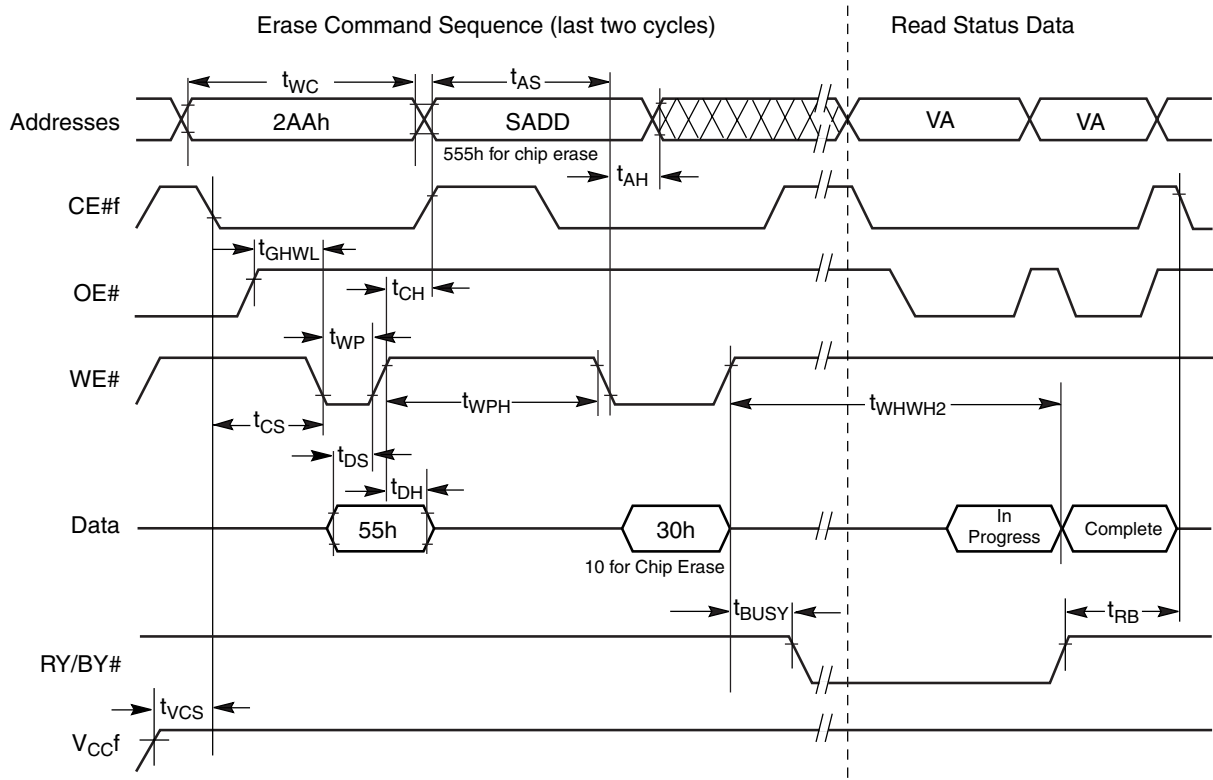 Erase Command Sequence (last two cycles)
Read Status Data
tWC
tAS
Addresses
2AAh
SADD
VA
VA
555h for chip erase
tAH
CE#f
tGHWL
OE#
tCH
tWP
WE#
tWPH
tWHWH2
tCS
tDS
tDH
Data
55h
30h
In
Progress
Complete
10 for Chip Erase
tBUSY
tRB
RY/BY#
tVCS
VCCf